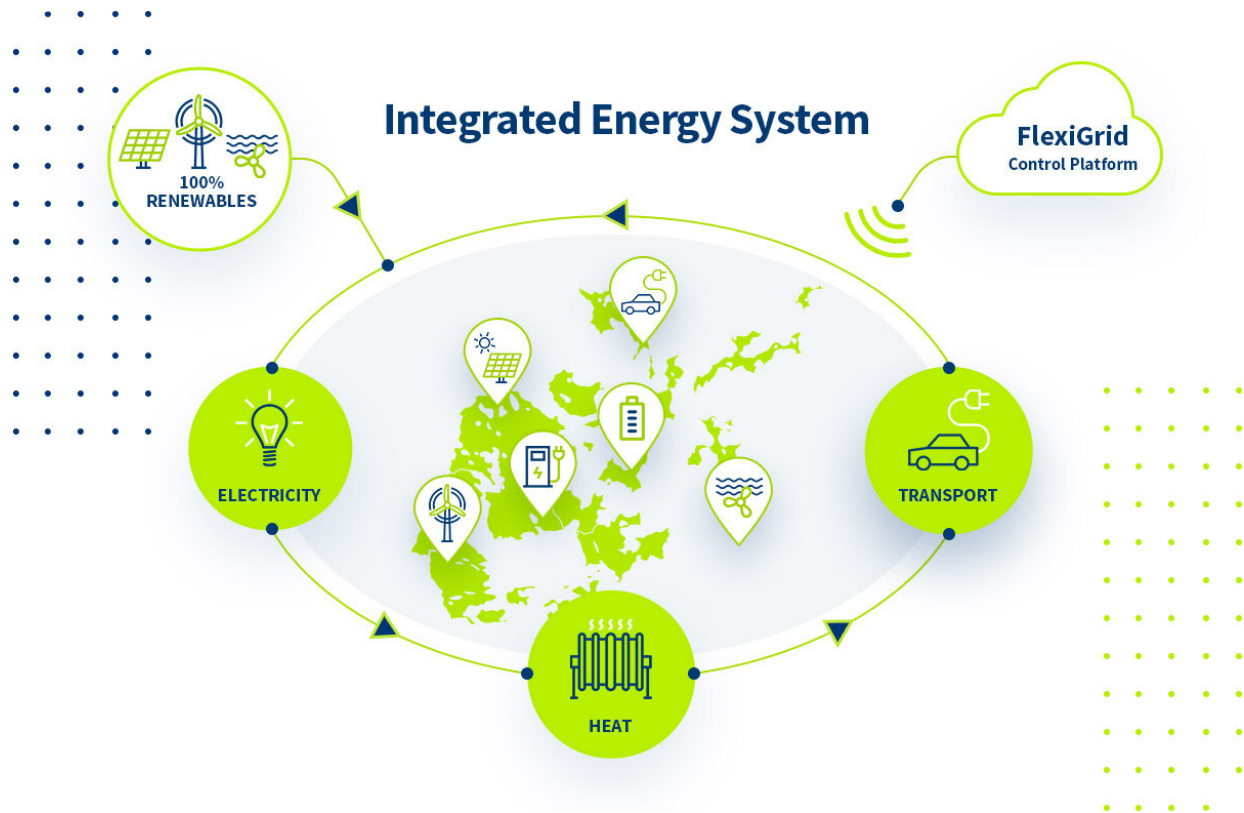 Integrated Energy System
100%
RENEWABLES
FlexiGrid
Control Platform
ELECTRICITY
TRANSPORT
HEAT